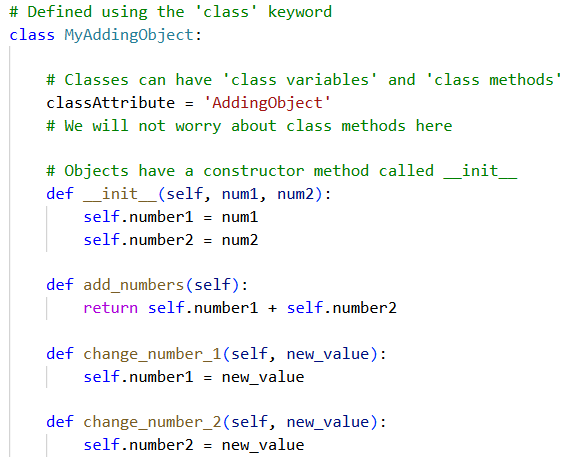 # Defined using the 'class' keyword
class MyAddingObject:
# Classes can have 'class variables' and 'class methods'
classAttribute = 'AddingObject'
# We will not worry about class methods here
# Objects have a constructor method called __init__
def __init__(self, num1, num2):
self.number1 = num1
self.number2 = num2
def add_numbers(self):
return self.number1 + self.number2
def change_number_1(self, new_value):
self.number1 = new_value
def change_number_2(self, new_value):
self.number2 = new_value